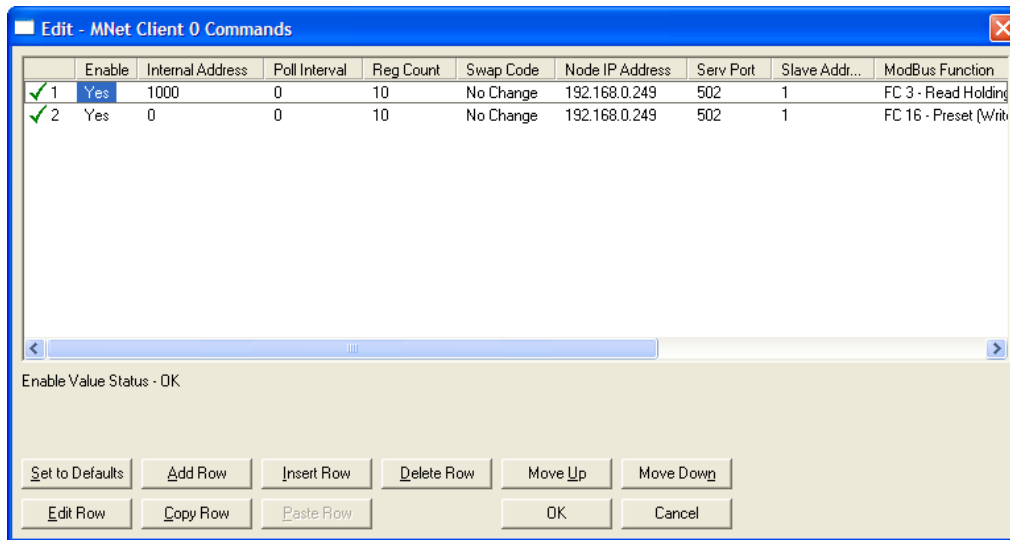 Edit - MNet Client 0 Commands
Enable Internal Address Poll Interval Reg Count Swap Code Node IP Address Serv Port Slave Addr... ModBus Function
1 Yes 1000 0 10 No Change 192.168.0.249 502 1 FC 3 - Read Holding
2 Yes 0 0 10 No Change 192.168.0.249 502 1 FC 16 - Preset (Writ
Enable Value Status - OK
Set to Defaults Add Row Insert Row Delete Row Move Up Move Down
Edit Row Copy Row Paste Row OK Cancel